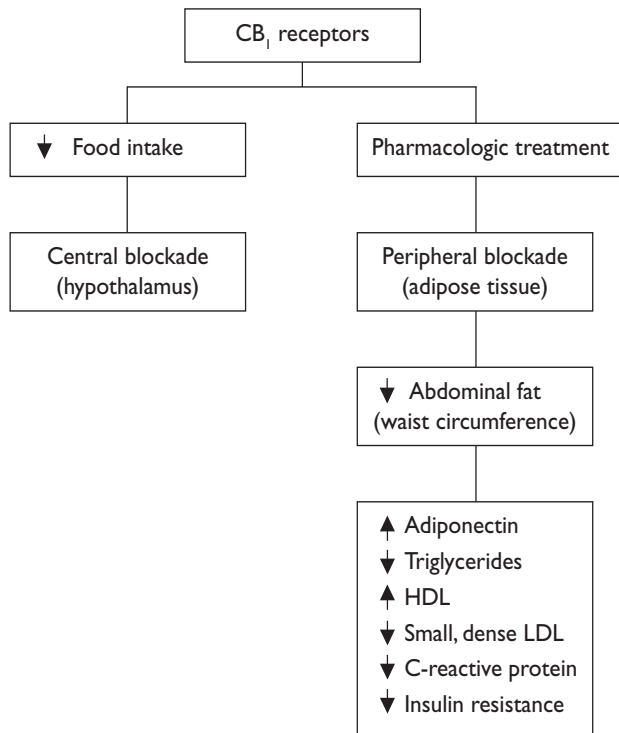 CB₁ receptors
↓ Food intake
Pharmacologic treatment
Central blockade
(hypothalamus)
Peripheral blockade
(adipose tissue)
↓ Abdominal fat
(waist circumference)
↑ Adiponectin
↓ Triglycerides
↑ HDL
↓ Small, dense LDL
↓ C-reactive protein
↓ Insulin resistance